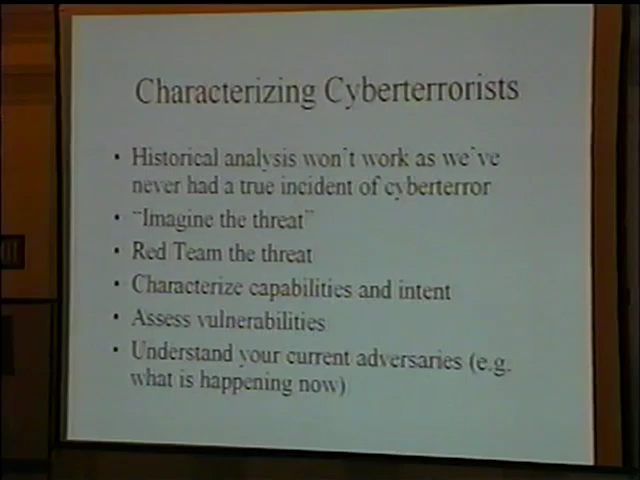 Characterizing Cyberterrorists
• Historical analysis won't work as we've
never had a true incident of cyberterror
• "Imagine the threat"
• Red Team the threat
• Characterize capabilities and intent
• Assess vulnerabilities
• Understand your current adversaries (e.g.
what is happening now)